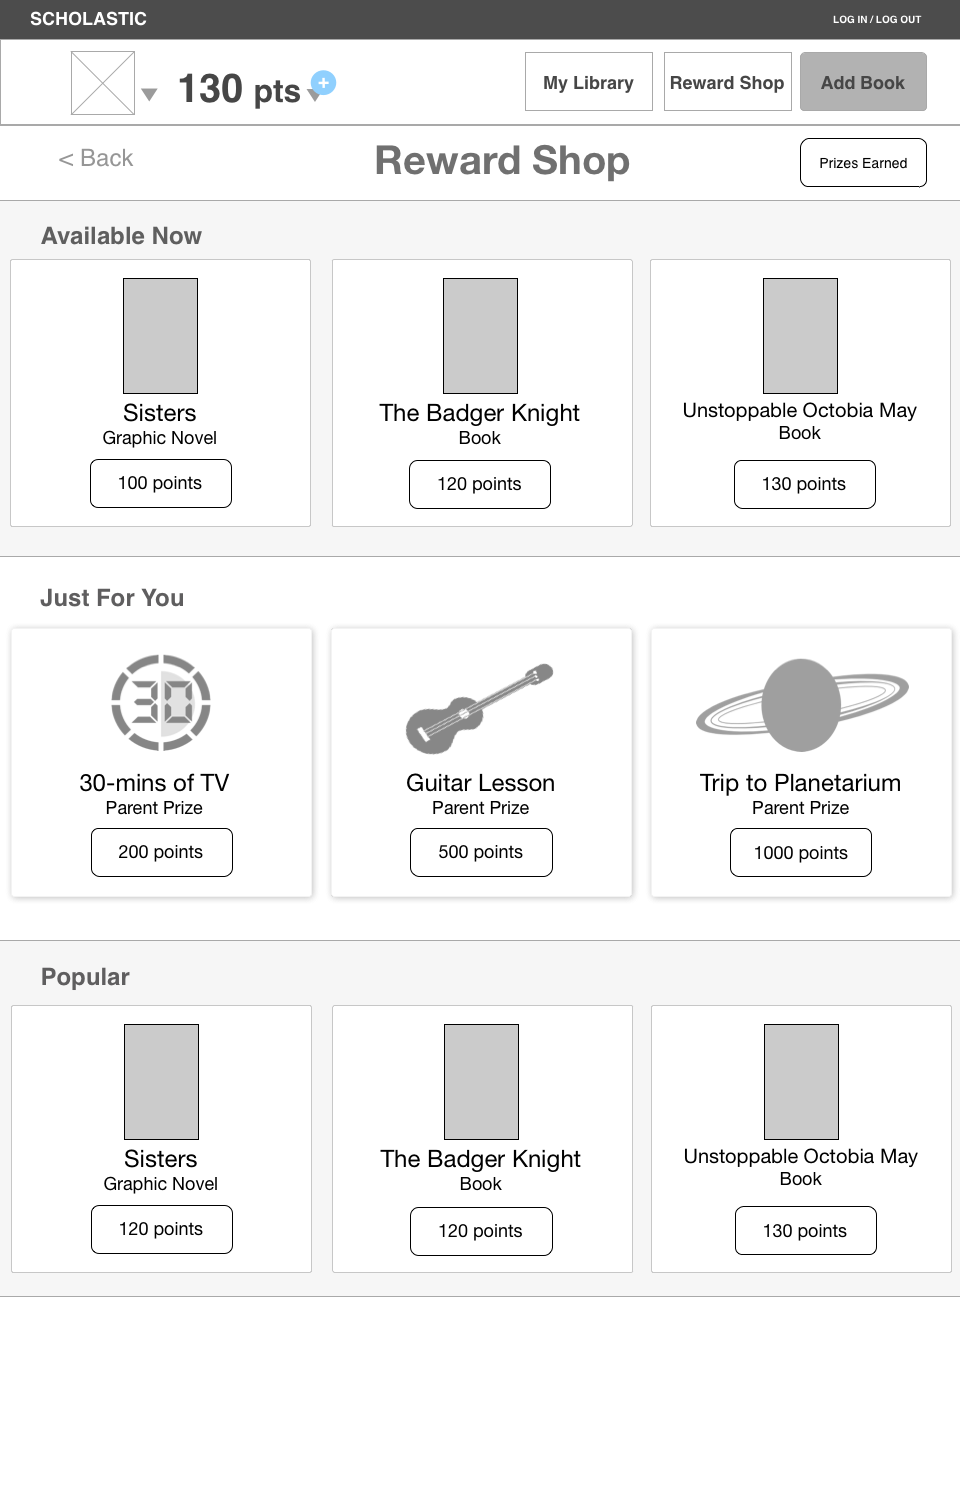 SCHOLASTIC
LOG IN / LOG OUT
130 pts
+
My Library
Reward Shop
Add Book
< Back
Reward Shop
Prizes Earned
Available Now
Sisters
Graphic Novel
100 points
The Badger Knight
Book
120 points
Unstoppable Octobia May
Book
130 points
Just For You
30
30-mins of TV
Parent Prize
200 points
Guitar Lesson
Parent Prize
500 points
Trip to Planetarium
Parent Prize
1000 points
Popular
Sisters
Graphic Novel
120 points
The Badger Knight
Book
120 points
Unstoppable Octobia May
Book
130 points